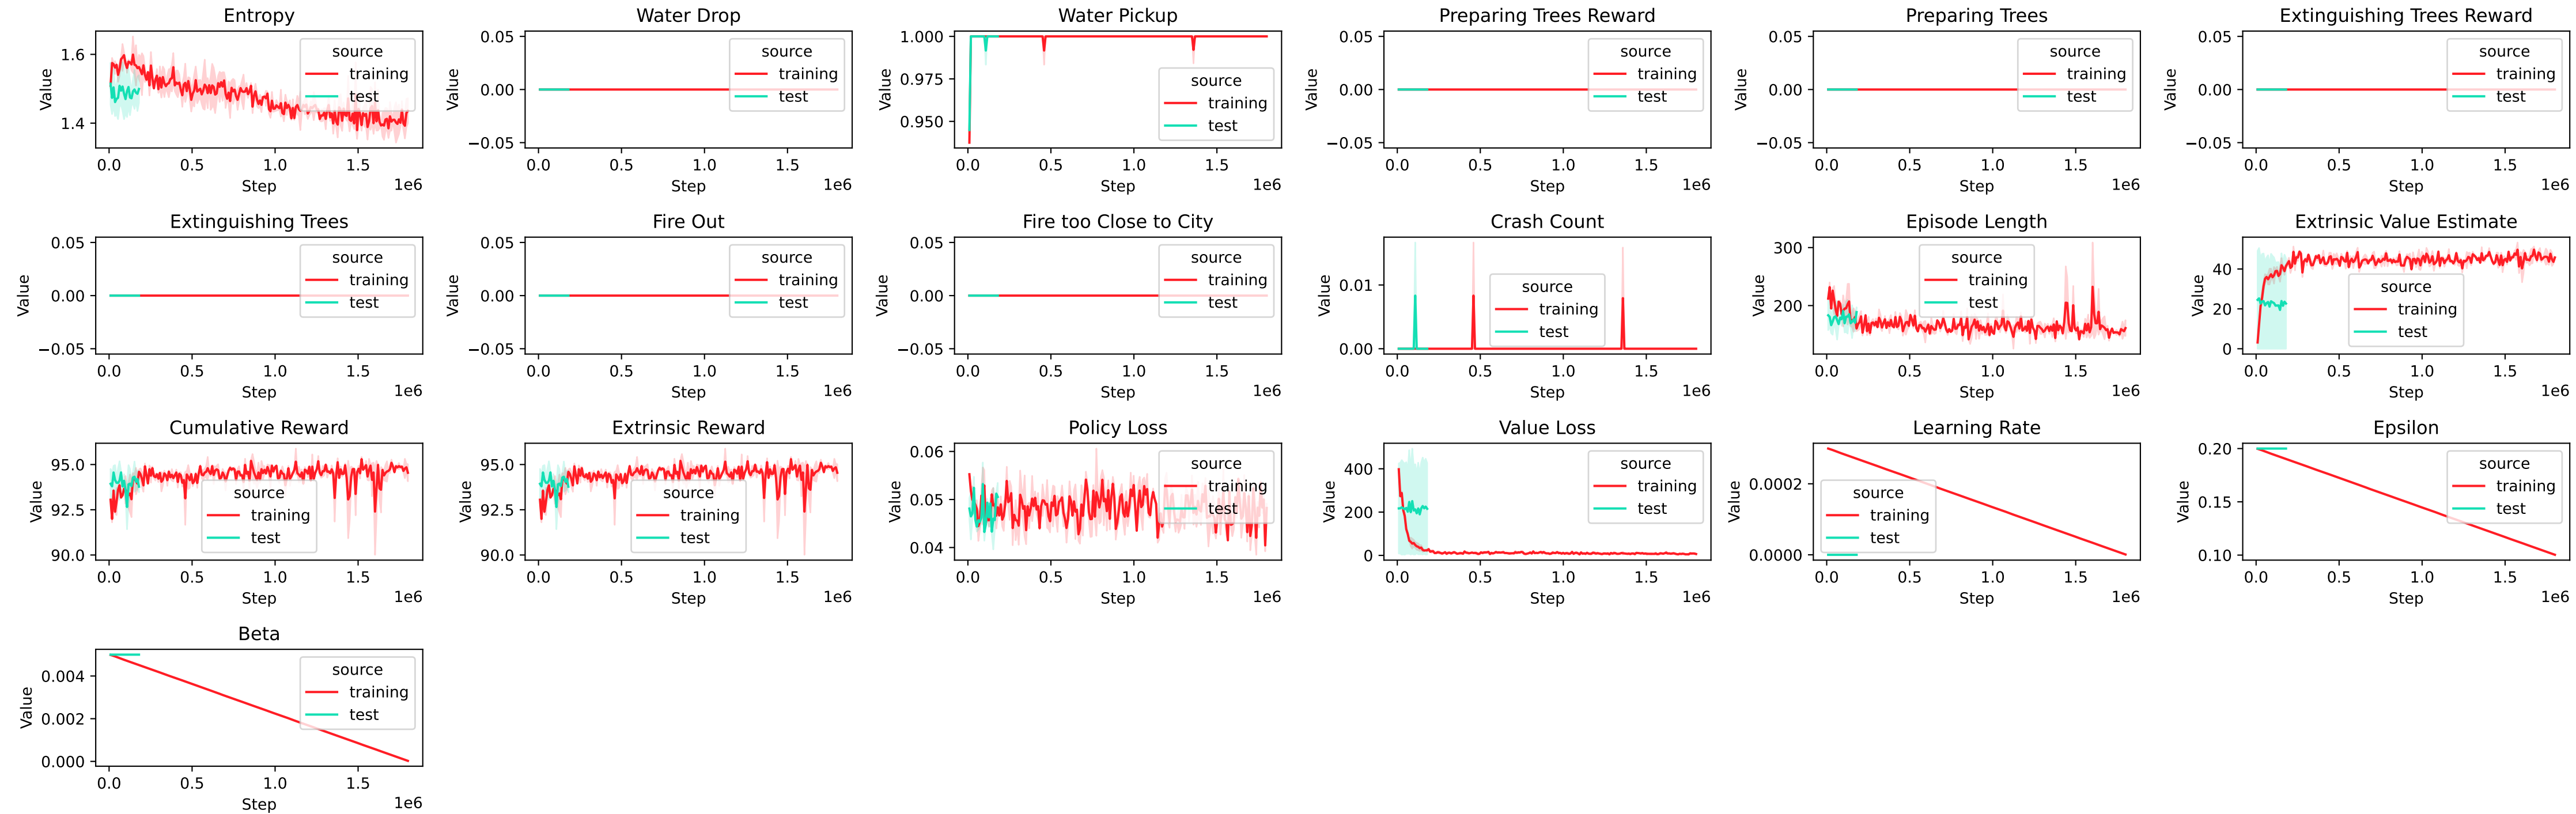 Entropy
Value
1.6
1.4
source
training
test
0.0 0.5 1.0 1.5
Step 1e6
Water Drop
Value
0.05
0.00
−0.05
source
training
test
0.0 0.5 1.0 1.5
Step 1e6
Water Pickup
Value
1.000
0.975
0.950
source
training
test
0.0 0.5 1.0 1.5
Step 1e6
Preparing Trees Reward
Value
0.05
0.00
−0.05
source
training
test
0.0 0.5 1.0 1.5
Step 1e6
Preparing Trees
Value
0.05
0.00
−0.05
source
training
test
0.0 0.5 1.0 1.5
Step 1e6
Extinguishing Trees Reward
Value
0.05
0.00
−0.05
source
training
test
0.0 0.5 1.0 1.5
Step 1e6
Extinguishing Trees
Value
0.05
0.00
−0.05
source
training
test
0.0 0.5 1.0 1.5
Step 1e6
Fire Out
Value
0.05
0.00
−0.05
source
training
test
0.0 0.5 1.0 1.5
Step 1e6
Fire too Close to City
Value
0.05
0.00
−0.05
source
training
test
0.0 0.5 1.0 1.5
Step 1e6
Crash Count
Value
0.01
0.00
source
training
test
0.0 0.5 1.0 1.5
Step 1e6
Episode Length
Value
300
200
source
training
test
0.0 0.5 1.0 1.5
Step 1e6
Extrinsic Value Estimate
Value
40
20
0
source
training
test
0.0 0.5 1.0 1.5
Step 1e6
Cumulative Reward
Value
95.0
92.5
90.0
source
training
test
0.0 0.5 1.0 1.5
Step 1e6
Extrinsic Reward
Value
95.0
92.5
90.0
source
training
test
0.0 0.5 1.0 1.5
Step 1e6
Policy Loss
Value
0.06
0.05
0.04
source
training
test
0.0 0.5 1.0 1.5
Step 1e6
Value Loss
Value
400
200
0
source
training
test
0.0 0.5 1.0 1.5
Step 1e6
Learning Rate
Value
0.0002
0.0000
source
training
test
0.0 0.5 1.0 1.5
Step 1e6
Epsilon
Value
0.20
0.15
0.10
source
training
test
0.0 0.5 1.0 1.5
Step 1e6
Beta
Value
0.004
0.002
0.000
source
training
test
0.0 0.5 1.0 1.5
Step 1e6